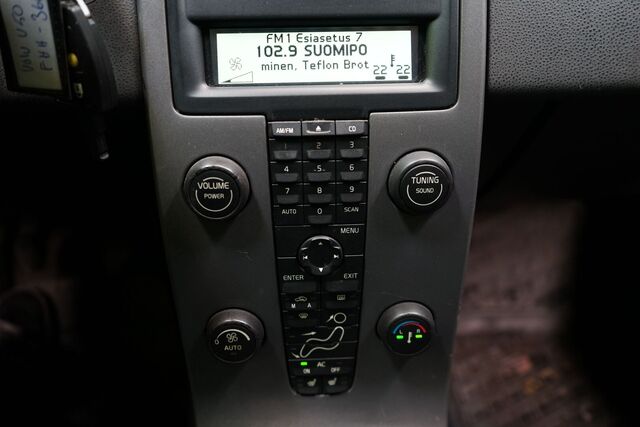 FM1 Esiasetus 7
102.9 SUOMIPO
minen, Teflon Brot
22 22
AM/FM
CD
1 2 3
4 .5. 6
7 8 9
AUTO 0 SCAN
VOLUME
POWER
TUNING
SOUND
MENU
ENTER EXIT
M A
AUTO
0
L R
AC
ON OFF